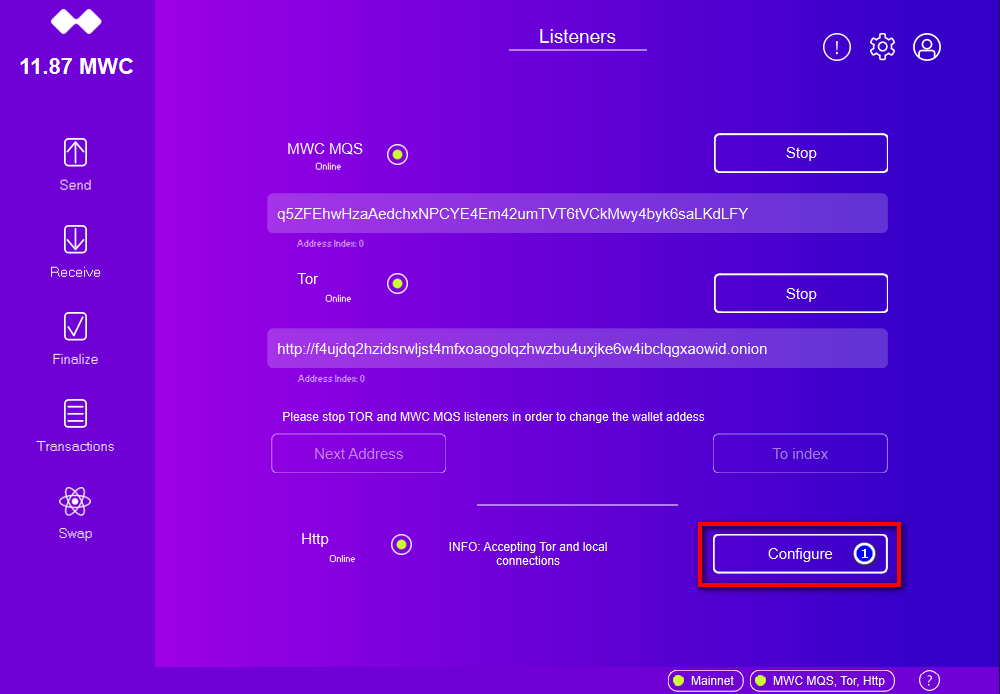 11.87 MWC
Send
Receive
Finalize
Transactions
Swap
Listeners
!
MWC MQS
Online
Stop
q5ZFEhwHzaAedchxNPCYE4Em42umTVT6tVCkMwy4byk6saLKdLFY
Address Index: 0
Tor
Online
Stop
http://f4ujdq2hzidsrwljst4mfxoaogolqzhwzbu4uxjke6w4ibclqgxaowid.onion
Address Index: 0
Please stop TOR and MWC MQS listeners in order to change the wallet addess
Next Address
To index
Http
Online
INFO: Accepting Tor and local
connections
Configure 1
Mainnet
MWC MQS, Tor, Http
?